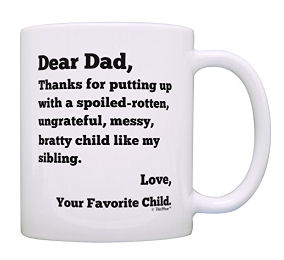 Dear Dad,
Thanks for putting up
with a spoiled-rotten,
ungrateful, messy,
bratty child like my
sibling.
Love,
Your Favorite Child.